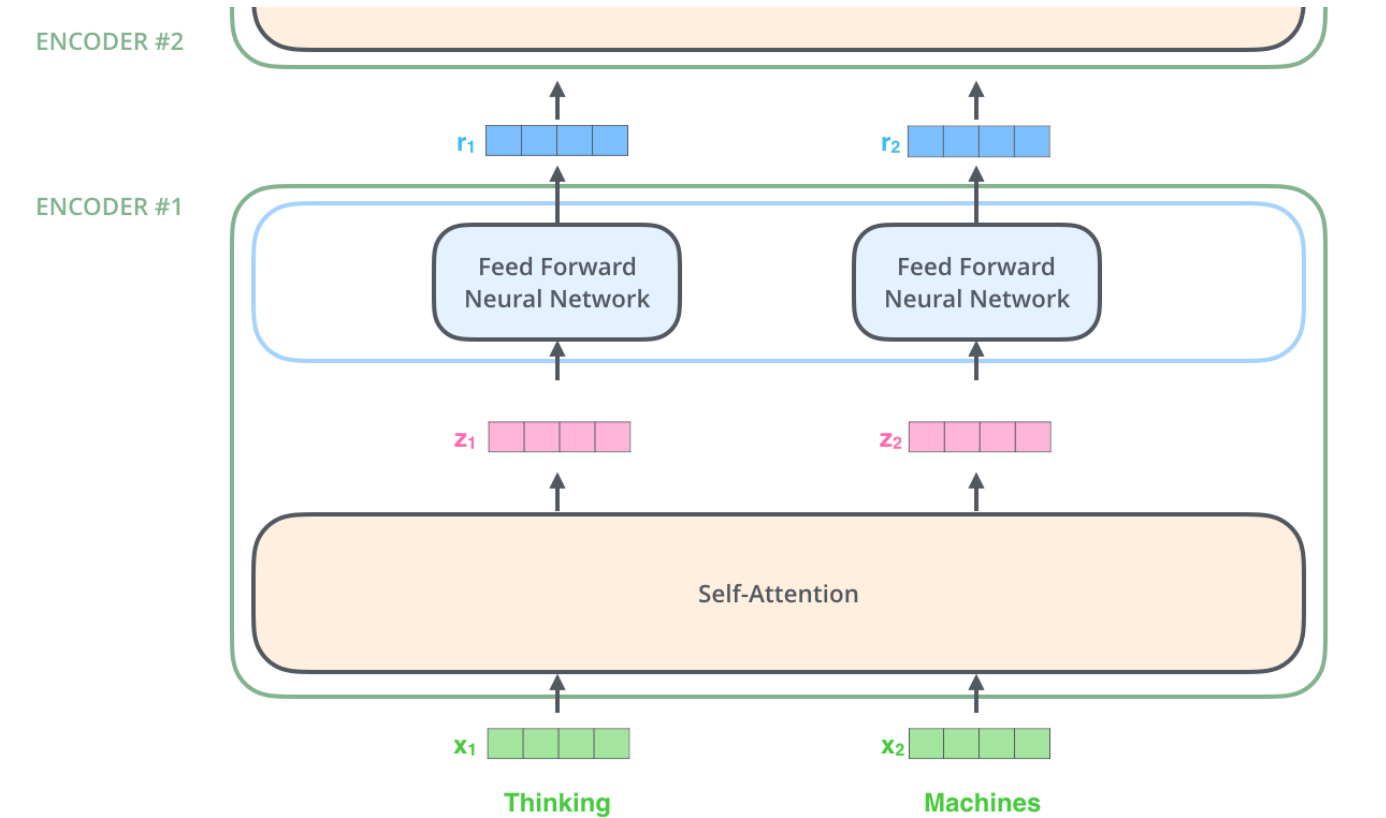 ENCODER #2
r₁
r₂
ENCODER #1
Feed Forward
Neural Network
Feed Forward
Neural Network
z₁
z₂
Self-Attention
x₁
x₂
Thinking
Machines